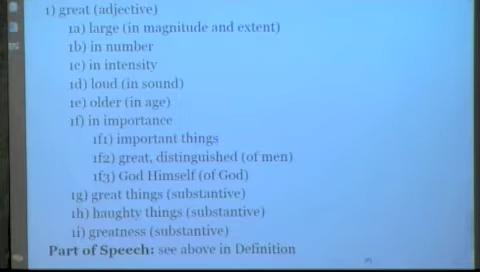 1) great (adjective)
1a) large (in magnitude and extent)
1b) in number
1c) in intensity
1d) loud (in sound)
1e) older (in age)
1f) in importance
1f1) important things
1f2) great, distinguished (of men)
1f3) God Himself (of God)
1g) great things (substantive)
1h) haughty things (substantive)
1i) greatness (substantive)
Part of Speech: see above in Definition